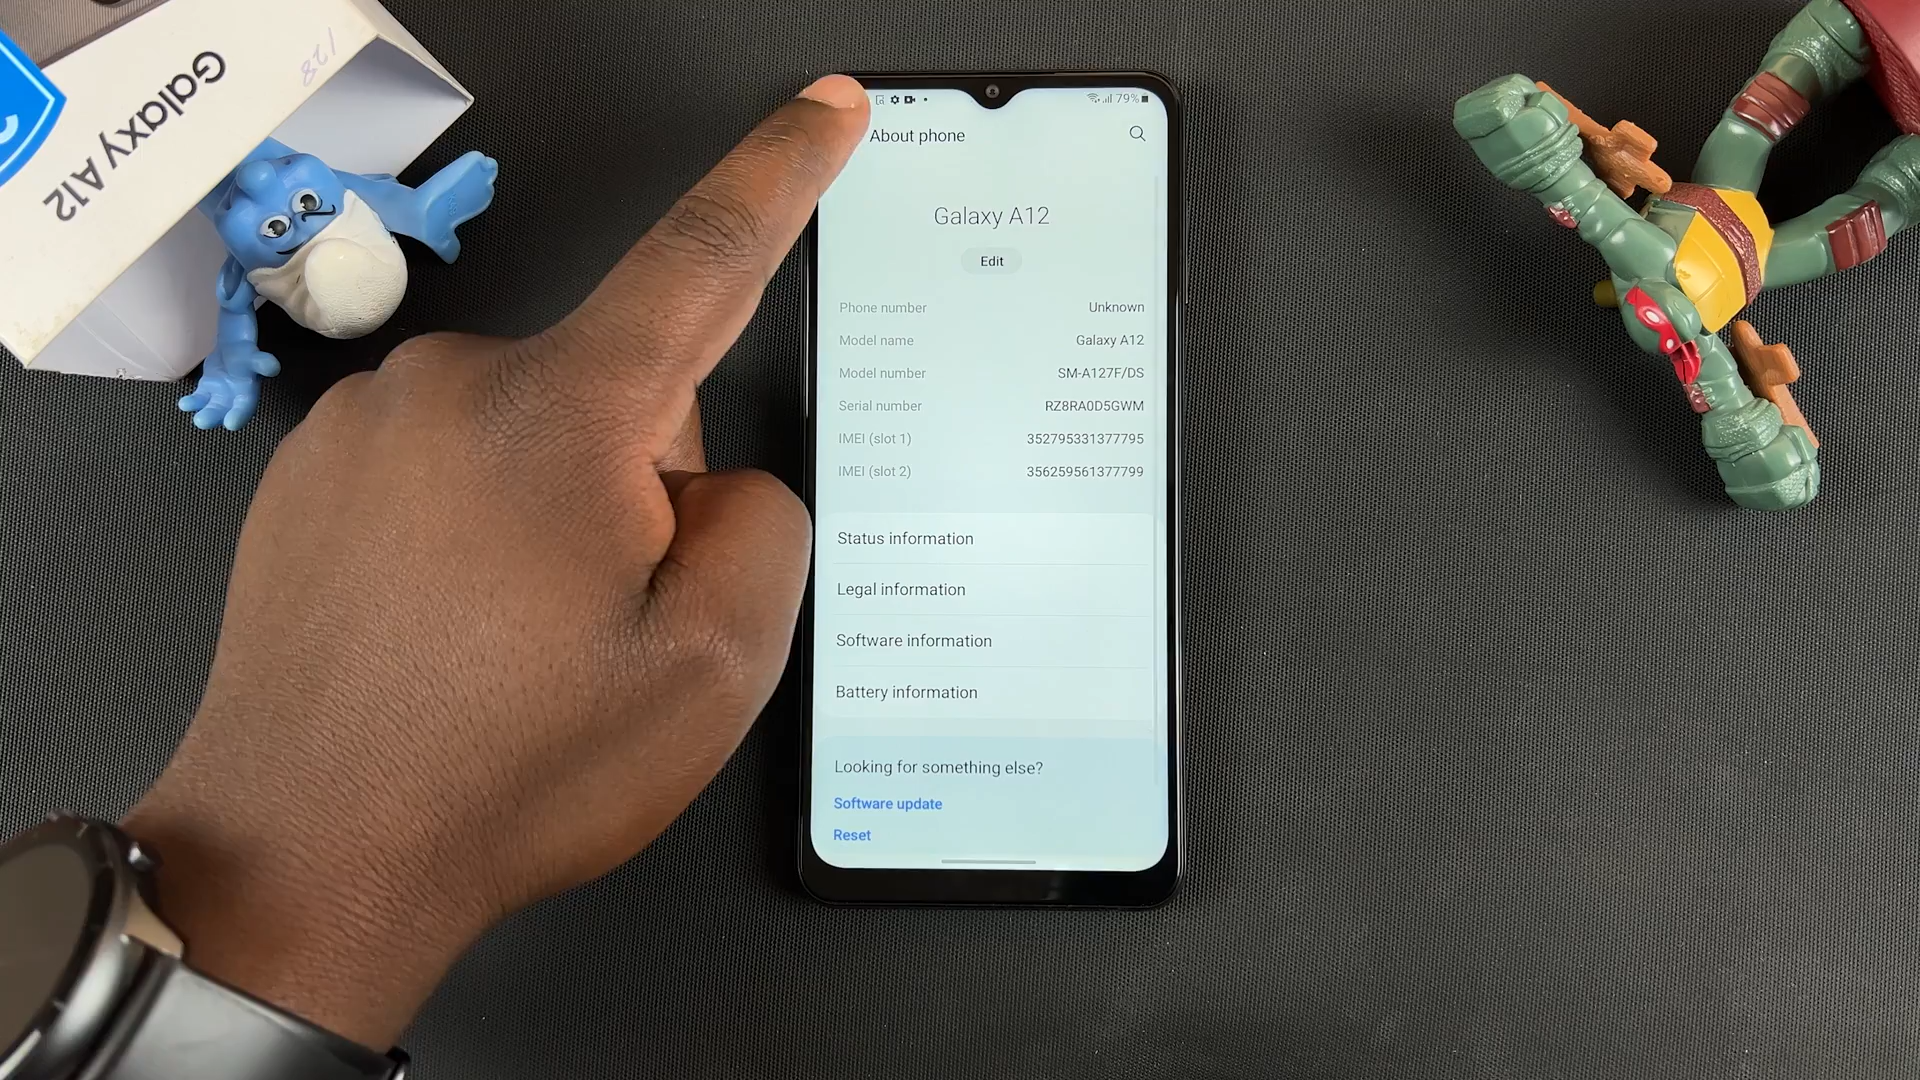 Galaxy A12
128
79%
About phone
Galaxy A12
Edit
Phone number Unknown
Model name Galaxy A12
Model number SM-A127F/DS
Serial number RZ8RA0D5GWM
IMEI (slot 1) 352795331377795
IMEI (slot 2) 356259561377799
Status information
Legal information
Software information
Battery information
Looking for something else?
Software update
Reset